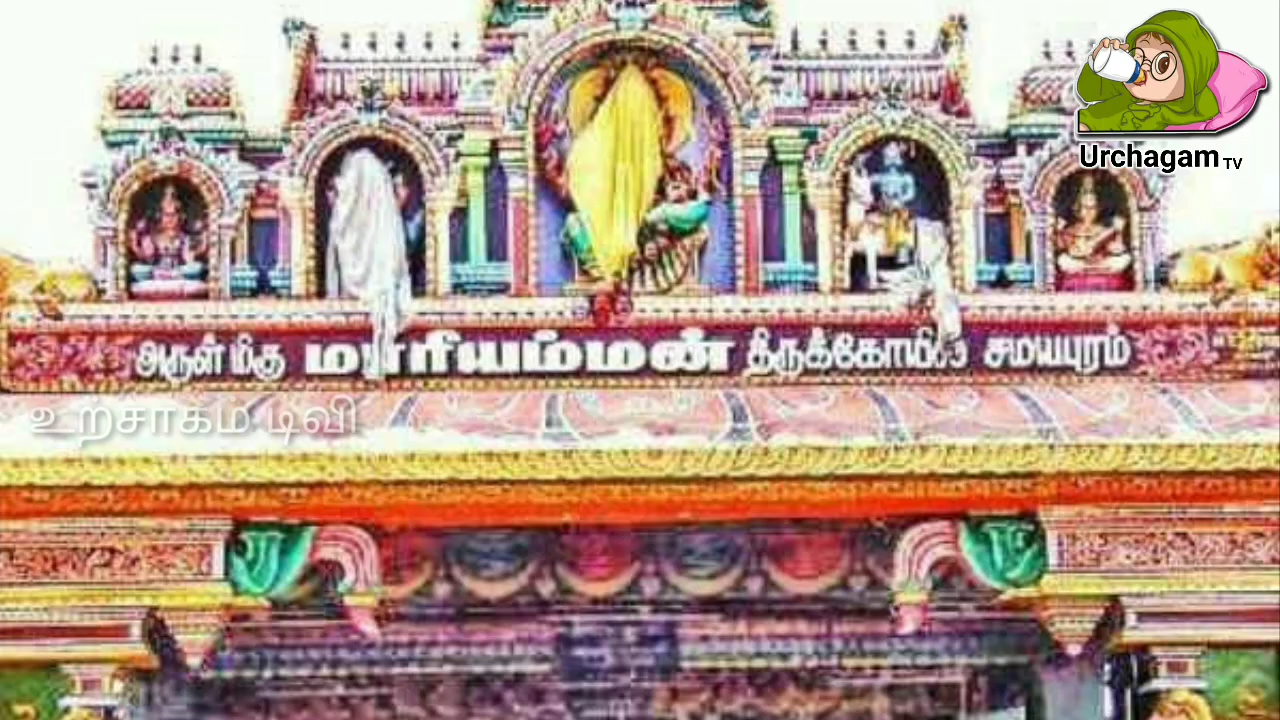 Urchagam TV
அருள் மிகு மாரியம்மன் திருக்கோயில் சமயபுரம்
உற்சாகம் டிவி